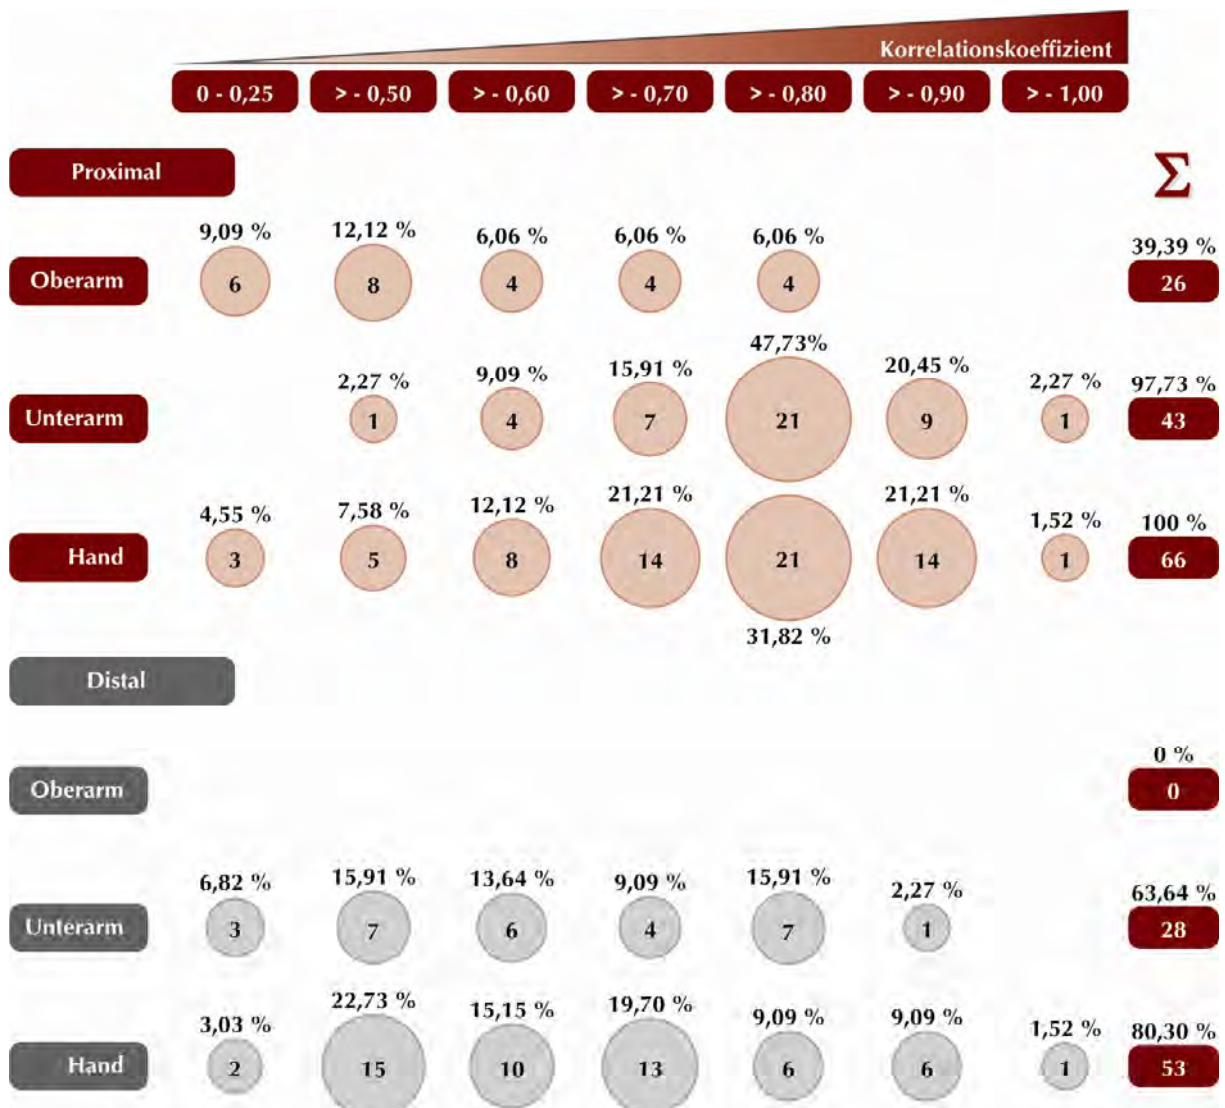 Korrelationskoeffizient
0 - 0,25 > - 0,50 > - 0,60 > - 0,70 > - 0,80 > - 0,90 > - 1,00
Proximal Σ
9,09 % 12,12 % 6,06 % 6,06 % 6,06 % 39,39 %
Oberarm 6 8 4 4 4 26
2,27 % 9,09 % 15,91 % 47,73% 20,45 % 2,27 % 97,73 %
Unterarm 1 4 7 21 9 1 43
4,55 % 7,58 % 12,12 % 21,21 % 21,21 % 1,52 % 100 %
Hand 3 5 8 14 21 14 1 66
31,82 %
Distal
0 %
Oberarm 0
6,82 % 15,91 % 13,64 % 9,09 % 15,91 % 2,27 % 63,64 %
Unterarm 3 7 6 4 7 1 28
3,03 % 22,73 % 15,15 % 19,70 % 9,09 % 9,09 % 1,52 % 80,30 %
Hand 2 15 10 13 6 6 1 53